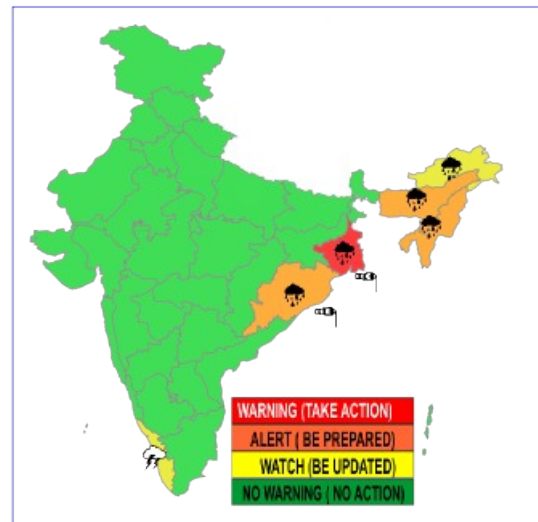 WARNING (TAKE ACTION)
ALERT ( BE PREPARED)
WATCH (BE UPDATED)
NO WARNING ( NO ACTION)